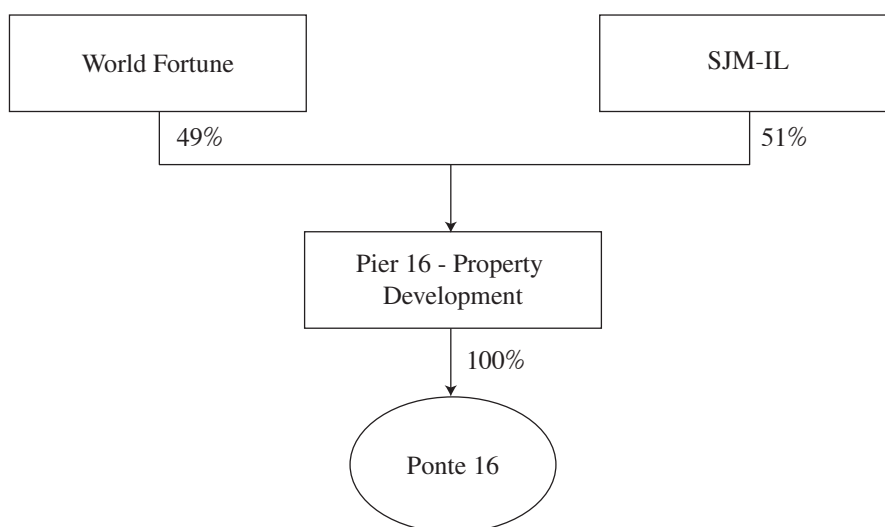 World Fortune
SJM-IL
49%
51%
Pier 16 - Property
Development
100%
Ponte 16